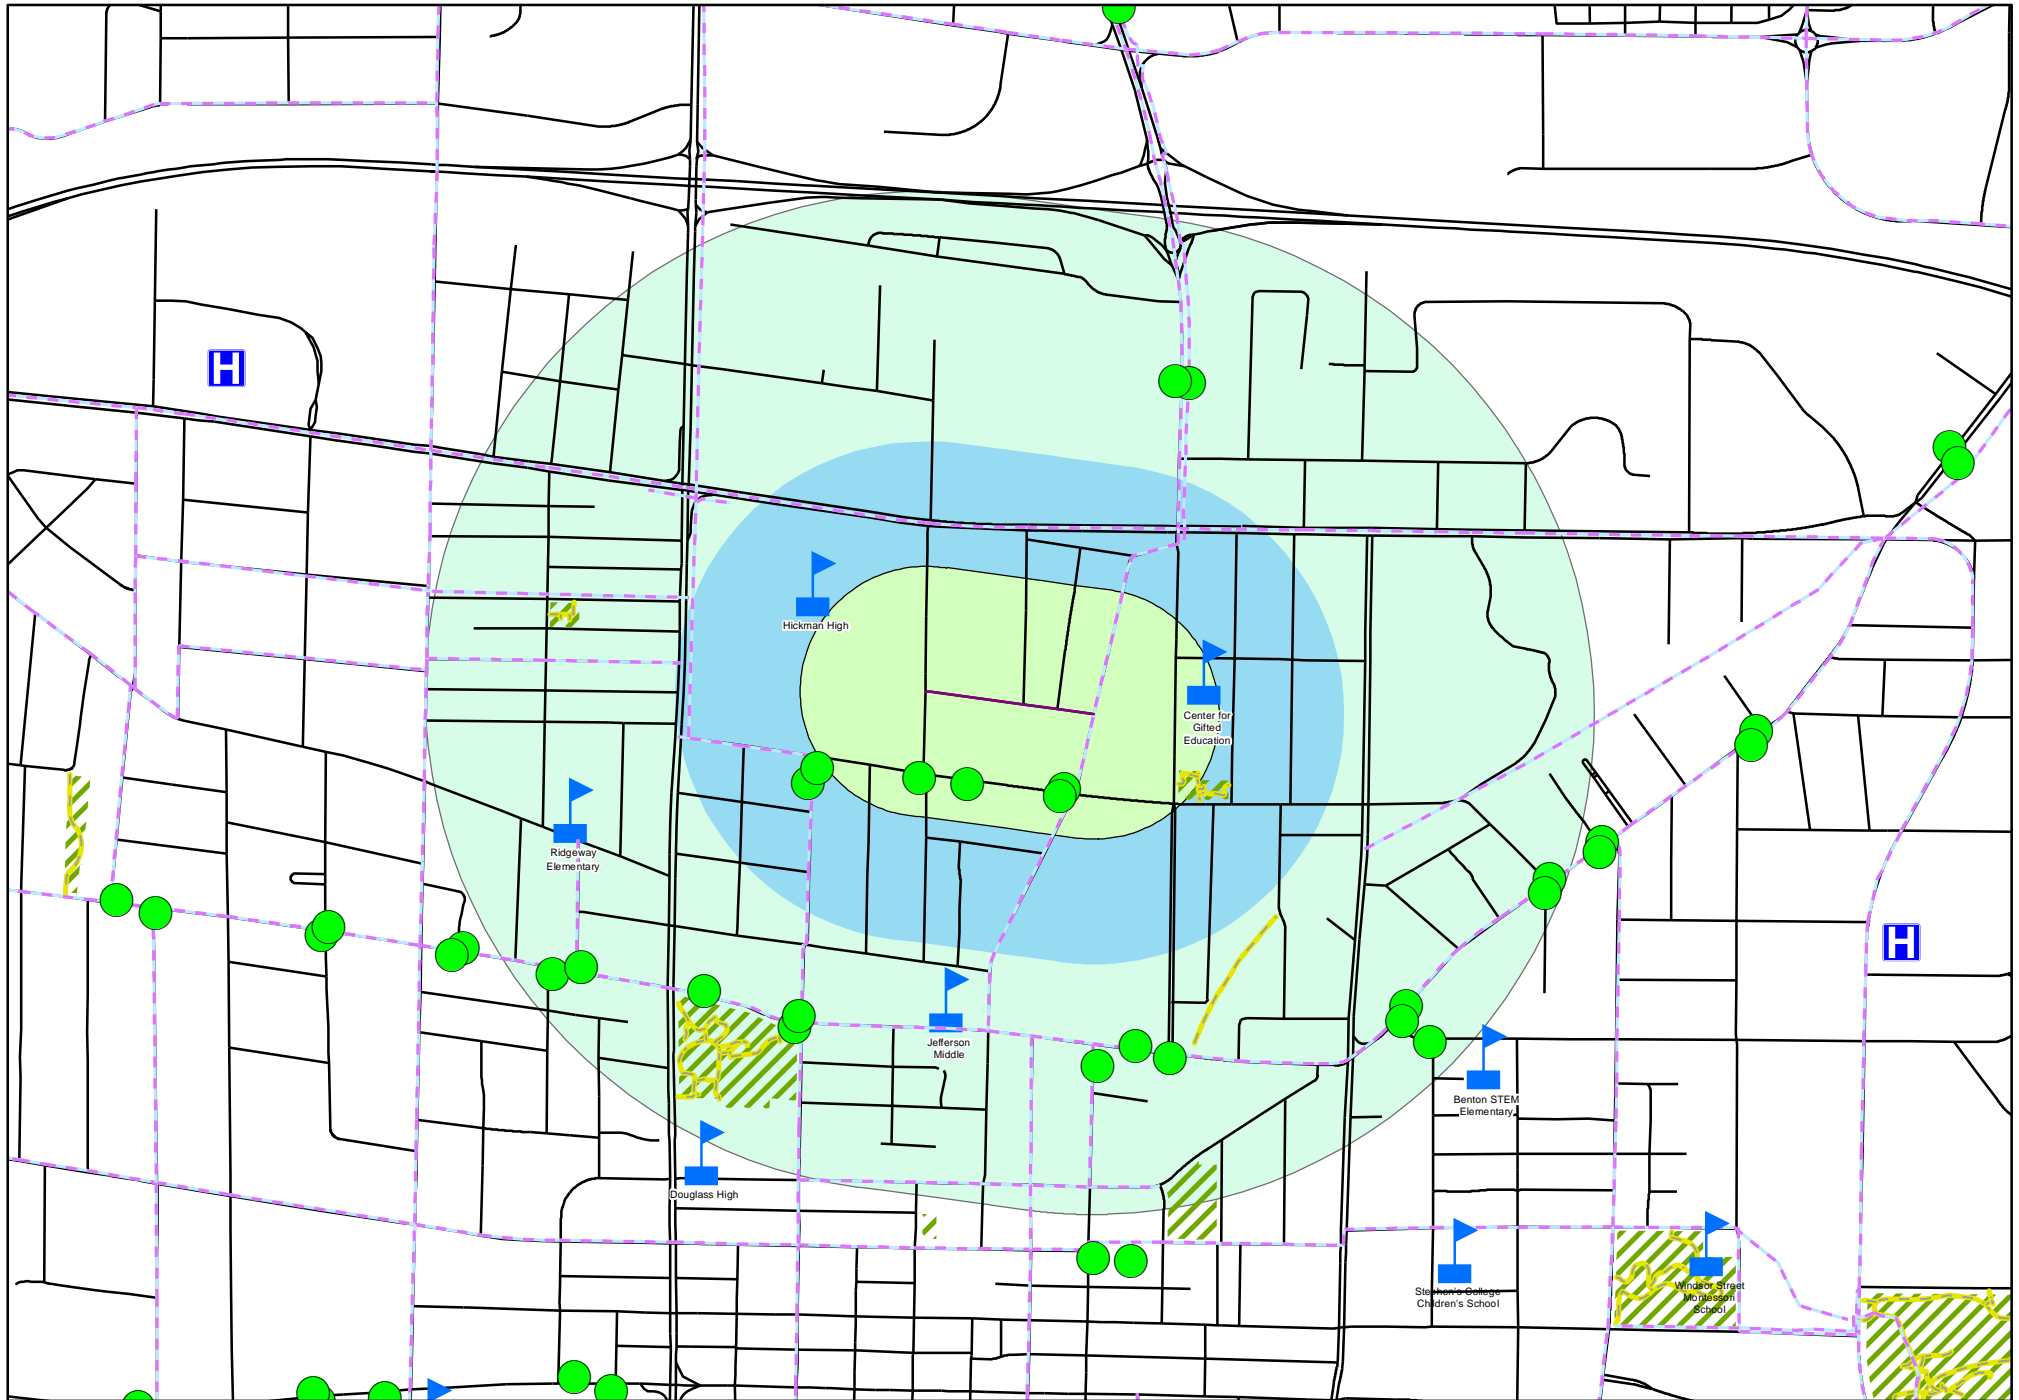 H
Hickman High
Center for
Gifted
Education
Ridgeway
Elementary
H
Jefferson
Middle
Benton STEM
Elementary
Douglass High
Stephen's College
Children's School
Windsor Street
Montessori
School